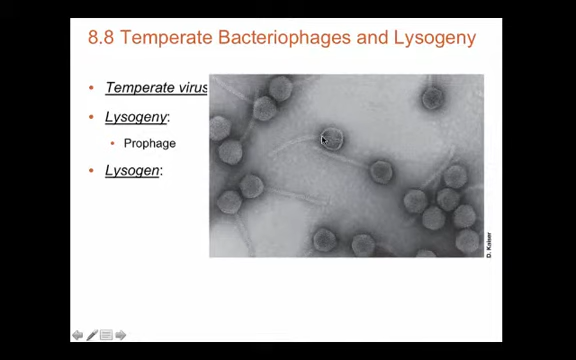 8.8 Temperate Bacteriophages and Lysogeny
• Temperate virus
• Lysogeny:
• Prophage
• Lysogen:
D. Kaiser